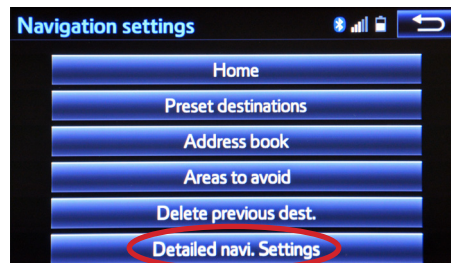 Navigation settings
Home
Preset destinations
Address book
Areas to avoid
Delete previous dest.
Detailed navi. Settings